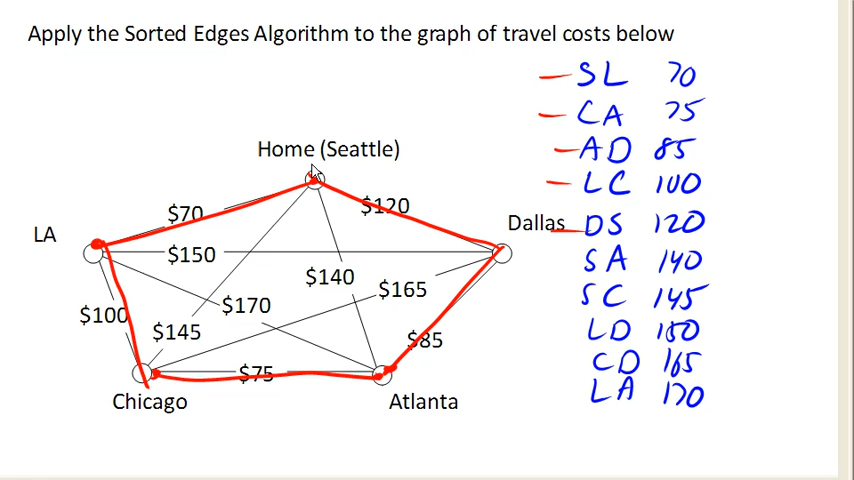 Apply the Sorted Edges Algorithm to the graph of travel costs below
SL 70
CA 75
AD 85
LC 100
DS 120
SA 140
SC 145
LD 150
CD 165
LA 170
Home (Seattle)
$70
$120
LA
Dallas
$150
$140
$165
$170
$100
$145
$85
$75
Chicago
Atlanta